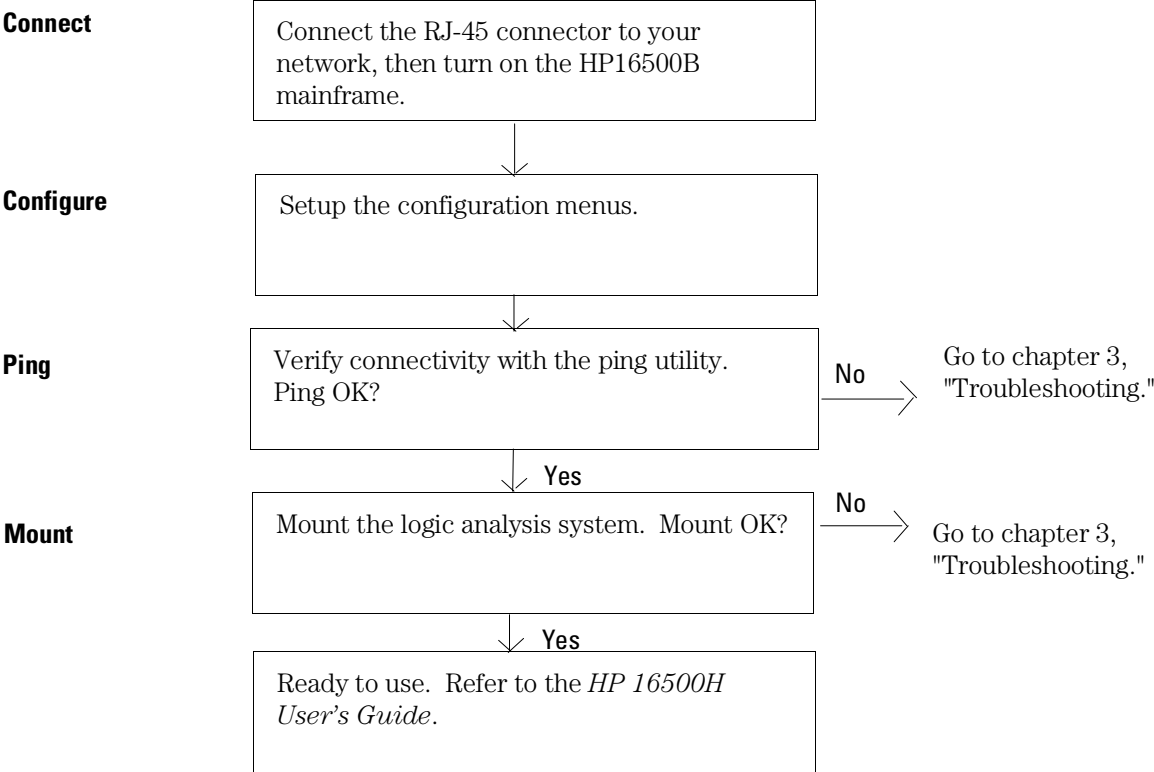 Connect
Connect the RJ-45 connector to your
network, then turn on the HP16500B
mainframe.
Configure
Setup the configuration menus.
Ping
Verify connectivity with the ping utility.
Ping OK?
No
Go to chapter 3,
"Troubleshooting."
Yes
Mount
Mount the logic analysis system.  Mount OK?
No
Go to chapter 3,
"Troubleshooting."
Yes
Ready to use.  Refer to the HP 16500H
User's Guide.